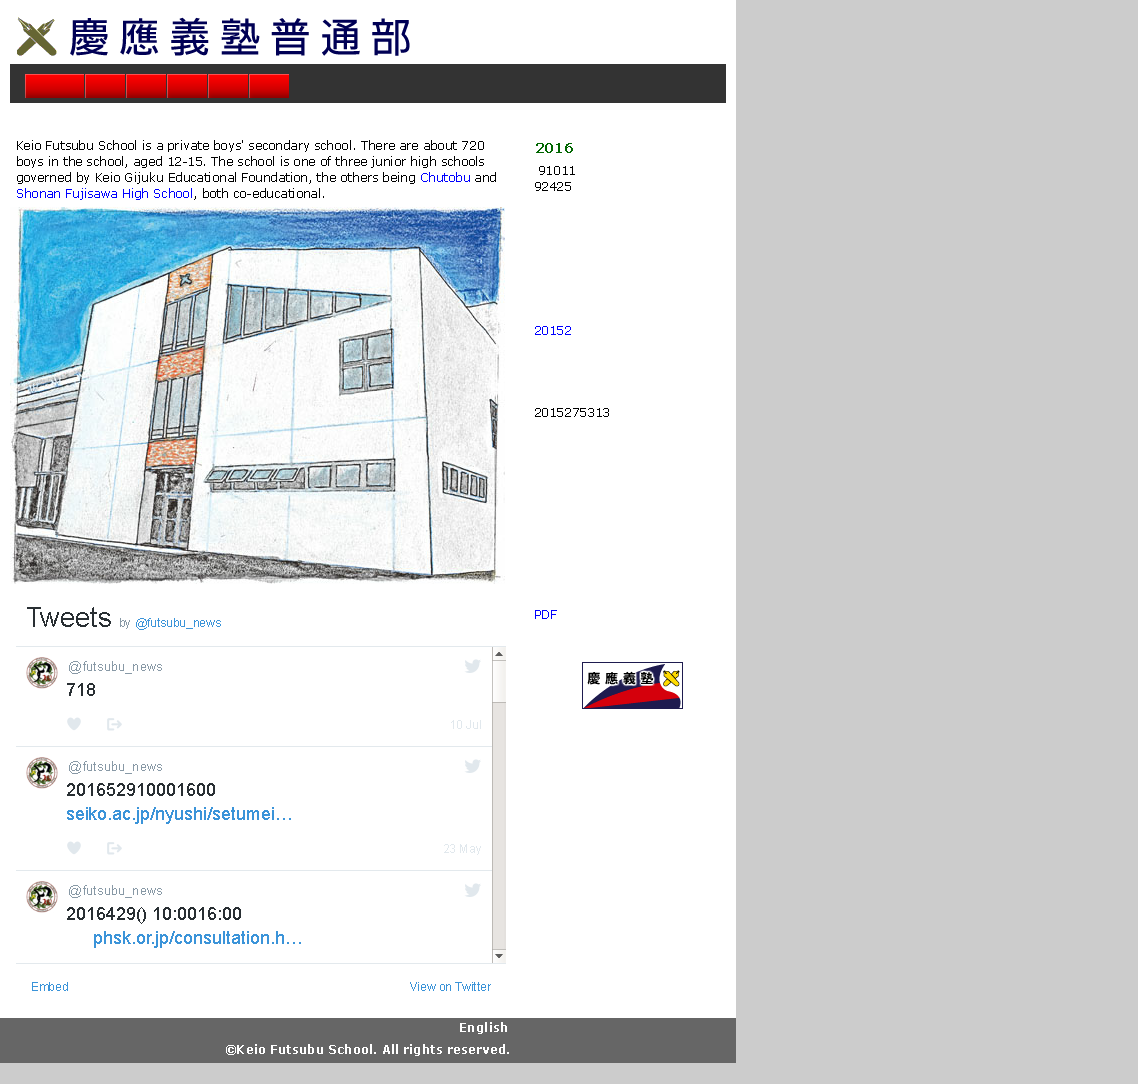 慶應義塾普通部
Keio Futsubu School is a private boys' secondary school. There are about 720
boys in the school, aged 12-15. The school is one of three junior high schools
governed by Keio Gijuku Educational Foundation, the others being Chutobu and
Shonan Fujisawa High School, both co-educational.
2016
91011
92425
20152
2015275313
PDF
慶應義塾
Tweets by @futsubu_news
@futsubu_news
718
10 Jul
@futsubu_news
201652910001600
seiko.ac.jp/nyushi/setumei…
23 May
@futsubu_news
2016429() 10:0016:00
phsk.or.jp/consultation.h…
Embed
View on Twitter
English
©Keio Futsubu School. All rights reserved.